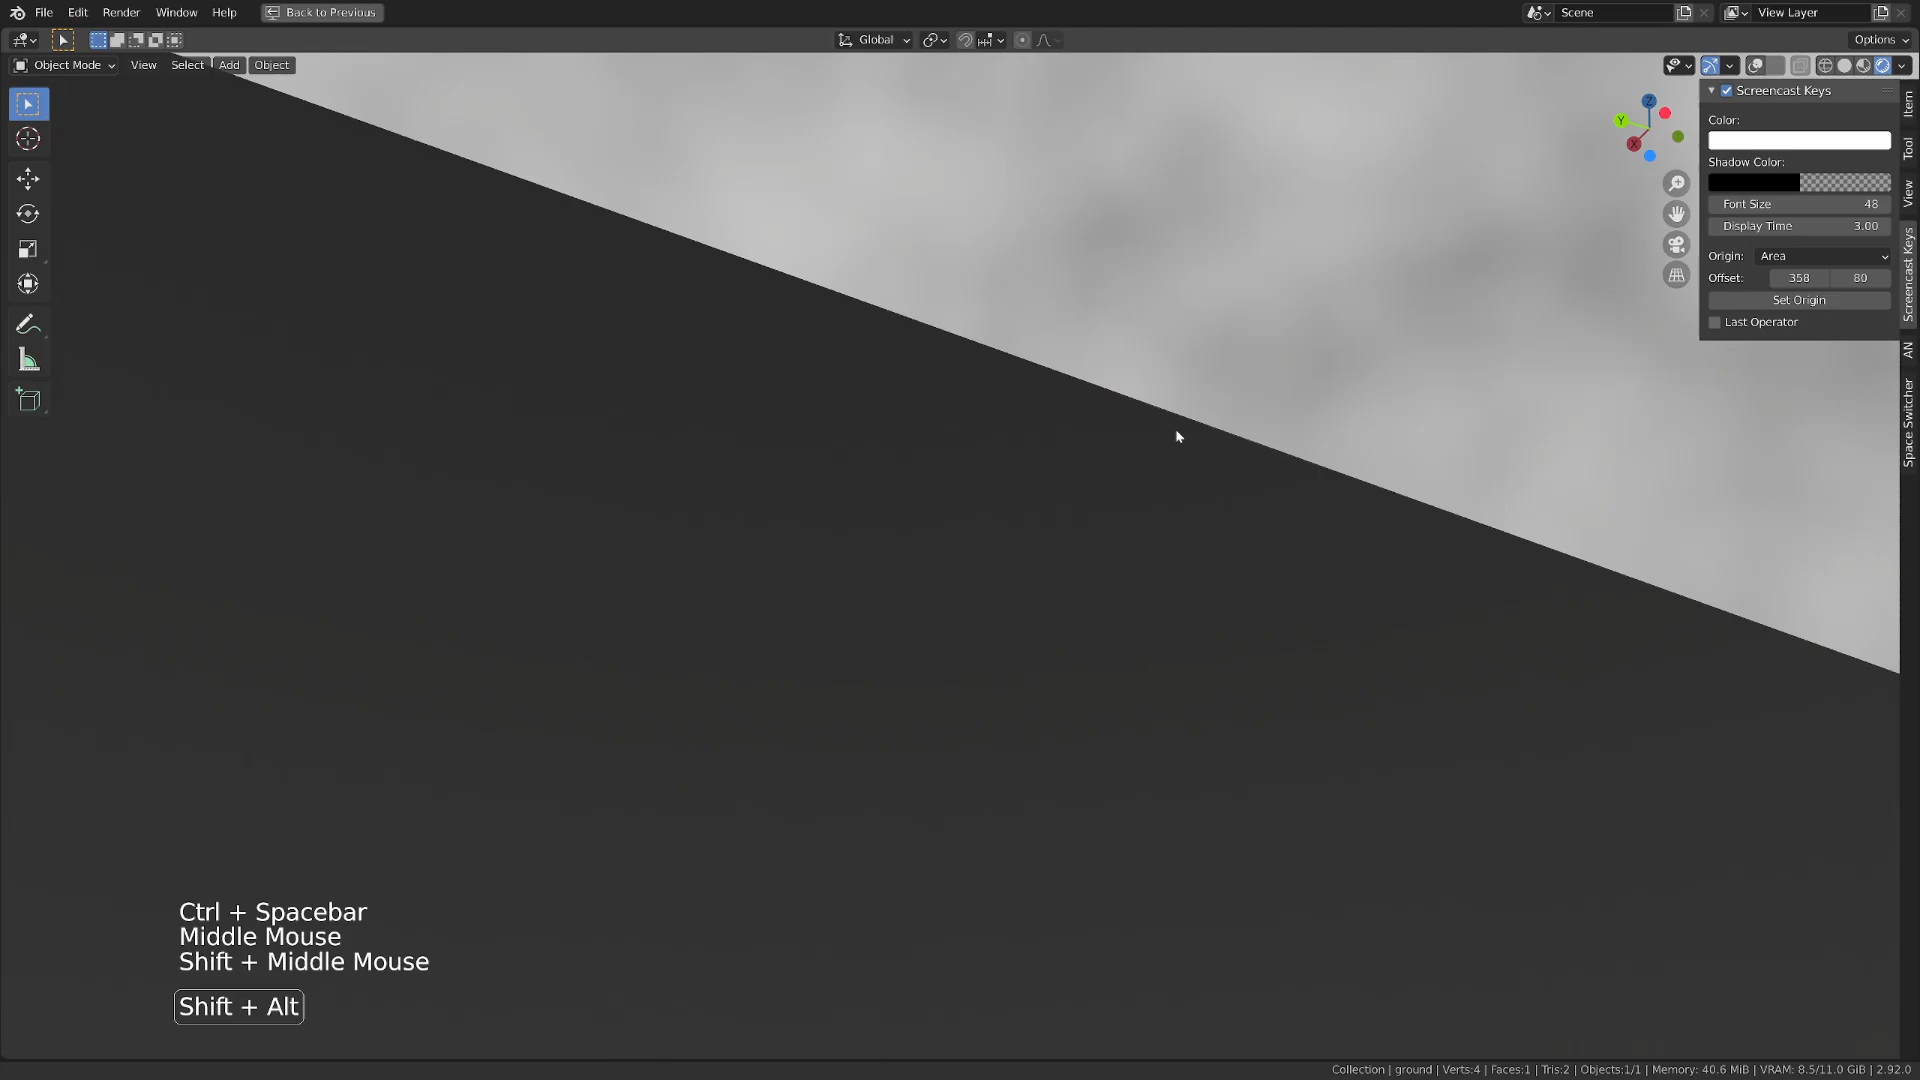 File Edit Render Window Help Back to Previous Scene View Layer
Global Options
Object Mode View Select Add Object
Screencast Keys
Color:
Shadow Color:
Font Size 48
Display Time 3.00
Origin: Area
Offset: 358 80
Set Origin
Last Operator
Z
Y
X
Item
Tool
View
Screencast Keys
AN
Space Switcher
Ctrl + Spacebar
Middle Mouse
Shift + Middle Mouse
Shift + Alt
Collection | ground | Verts:4 | Faces:1 | Tris:2 | Objects:1/1 | Memory: 40.6 MiB | VRAM: 8.5/11.0 GiB | 2.92.0